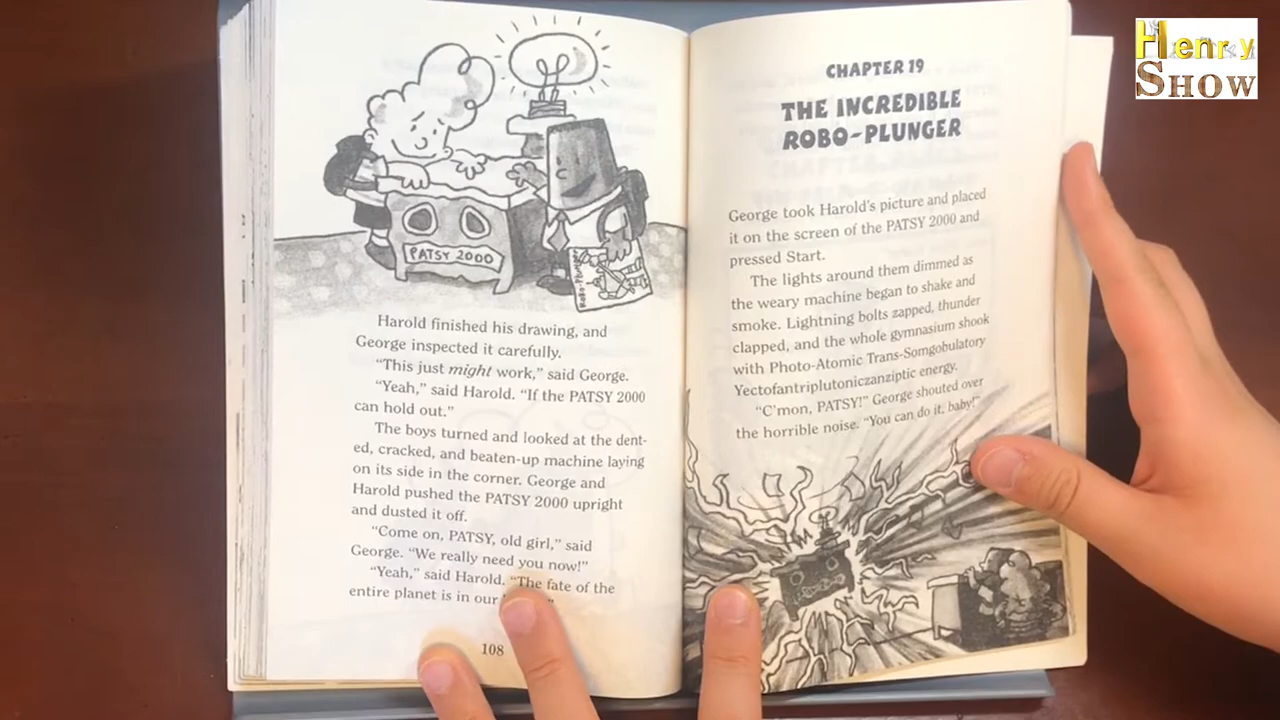 Henry
SHOW
PATSY 2000
ROBO-PLUNGER
Harold finished his drawing, and
George inspected it carefully.
“This just might work,” said George.
“Yeah,” said Harold. “If the PATSY 2000
can hold out.”
The boys turned and looked at the dent-
ed, cracked, and beaten-up machine laying
on its side in the corner. George and
Harold pushed the PATSY 2000 upright
and dusted it off.
“Come on, PATSY, old girl,” said
George. “We really need you now!”
“Yeah,” said Harold. “The fate of the
entire planet is in our
108
CHAPTER 19
THE INCREDIBLE
ROBO-PLUNGER
George took Harold's picture and placed
it on the screen of the PATSY 2000 and
pressed Start.
The lights around them dimmed as
the weary machine began to shake and
smoke. Lightning bolts zapped, thunder
clapped, and the whole gymnasium shook
with Photo-Atomic Trans-Somgobulatory
Yectofantriplutoniczanziptic energy.
“C'mon, PATSY!” George shouted over
the horrible noise. “You can do it, baby!”